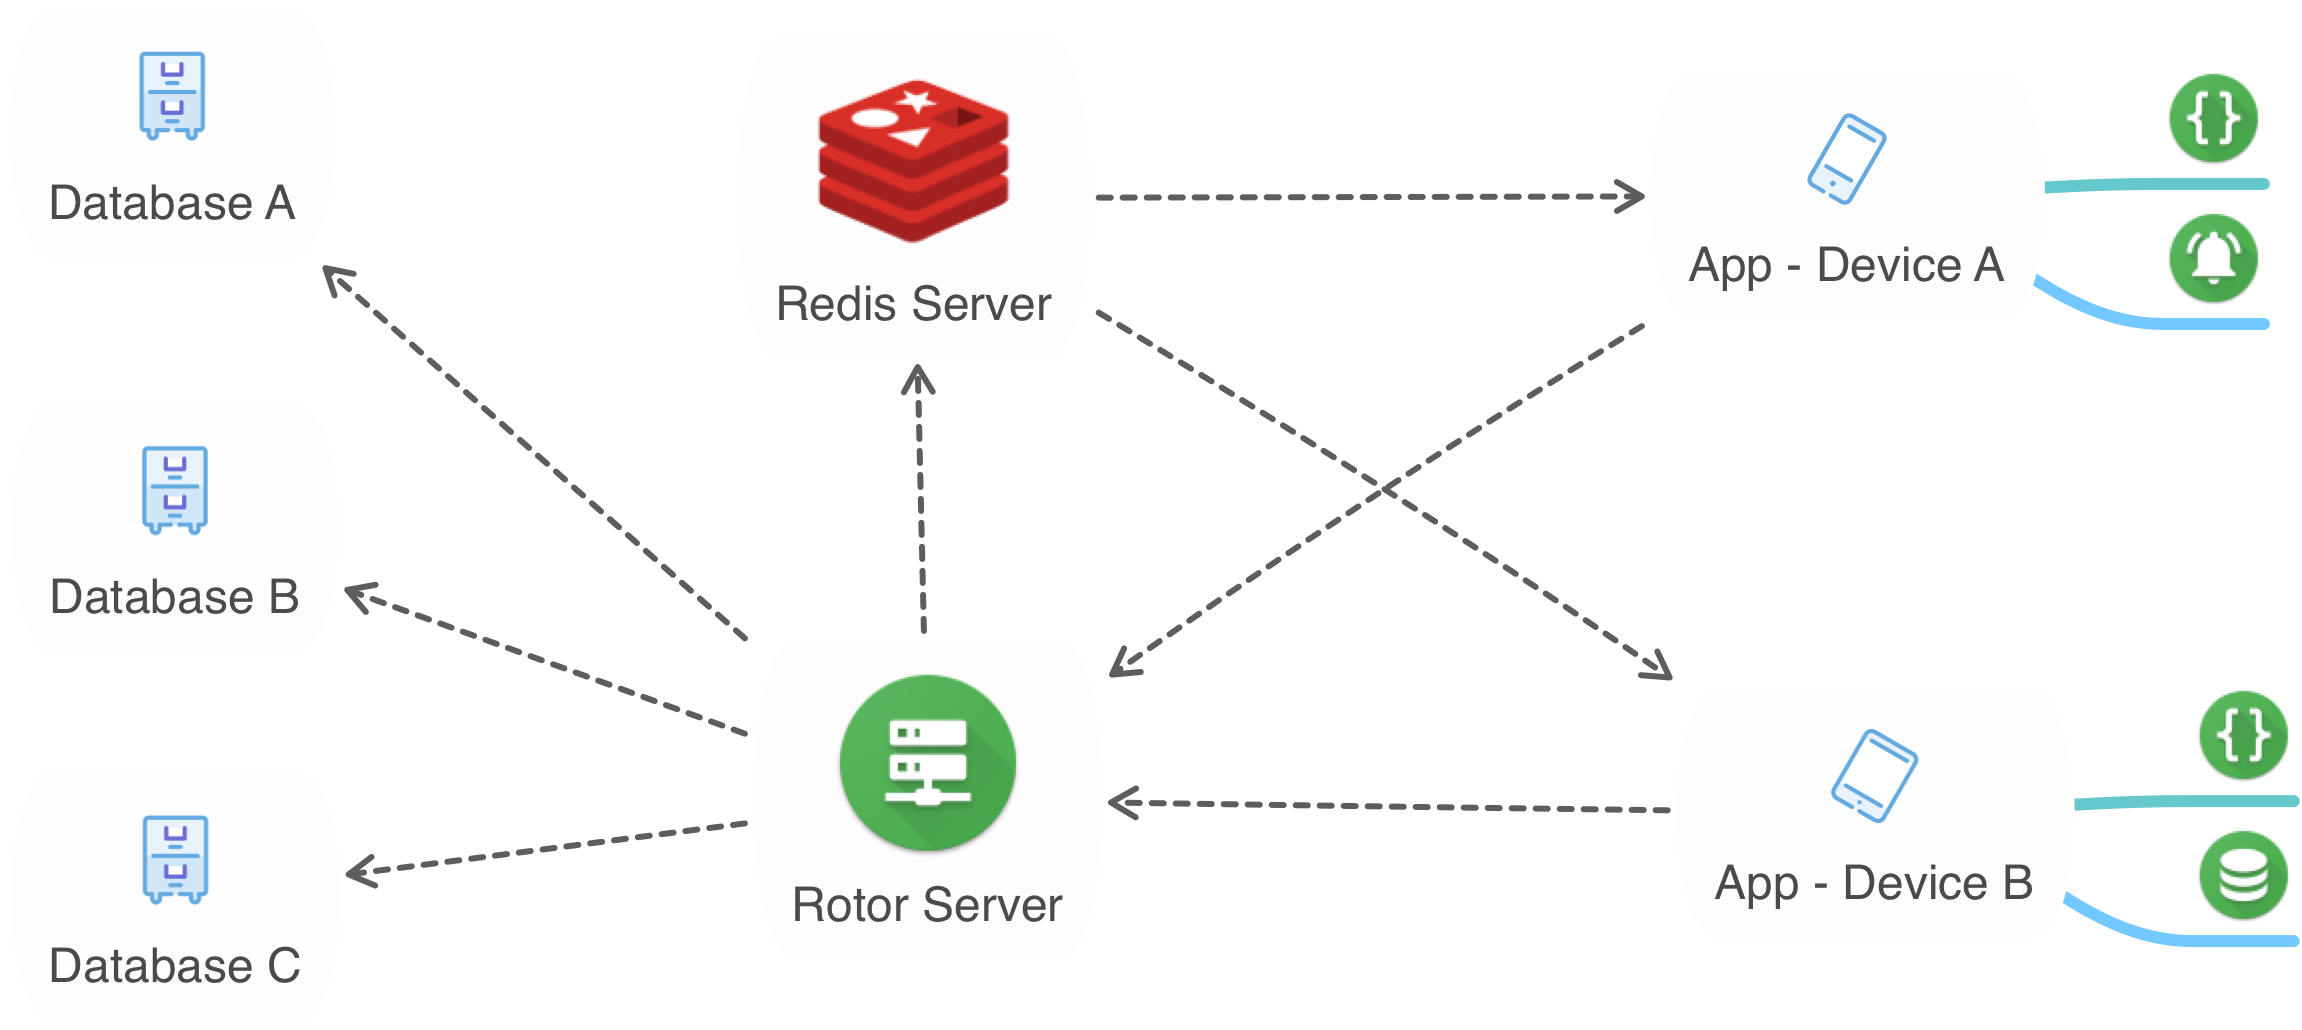 Database A
Redis Server
App - Device A
Database B
Database C
Rotor Server
App - Device B